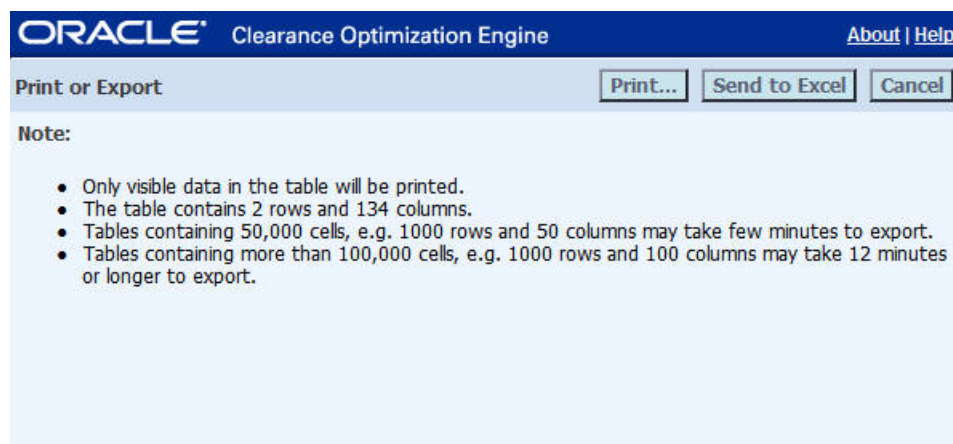 ORACLE Clearance Optimization Engine About | Help
Print or Export Print... Send to Excel Cancel
Note:
• Only visible data in the table will be printed.
• The table contains 2 rows and 134 columns.
• Tables containing 50,000 cells, e.g. 1000 rows and 50 columns may take few minutes to export.
• Tables containing more than 100,000 cells, e.g. 1000 rows and 100 columns may take 12 minutes
or longer to export.